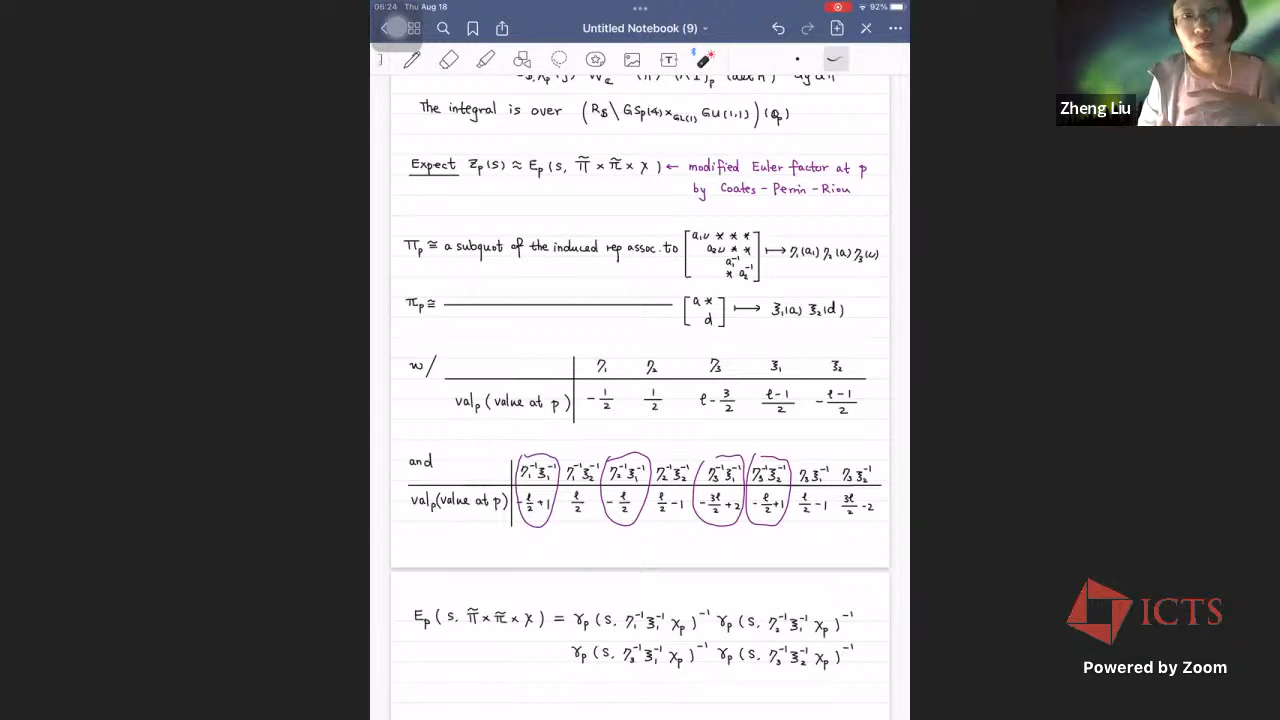 06:24 Thu Aug 18
92%
Untitled Notebook (9)
Zheng Liu
The integral is over (R_S \ GSp(4) ×_{GL(1)} GU(1,1))(Q_p)
Expect Z_p(s) ≈ E_p(s, Π̃ × π̃ × χ) ← modified Euler factor at p
by Coates-Perrin-Riou
Π_p ≅ a subquot of the induced rep assoc. to [a_1υ * * * / a_2υ * * / a_1^{-1} / * a_2^{-1}] ↦ η_1(a_1) η_2(a) η_3(υ)
π_p ≅ ——— [a * / d] ↦ ξ_1(a) ξ_2(d)
w/ η_1 η_2 η_3 ξ_1 ξ_2
val_p(value at p) -1/2 1/2 ℓ-3/2 (ℓ-1)/2 -(ℓ-1)/2
and η_1^{-1}ξ_1^{-1} η_1^{-1}ξ_2^{-1} η_2^{-1}ξ_1^{-1} η_2^{-1}ξ_2^{-1} η_3^{-1}ξ_1^{-1} η_3^{-1}ξ_2^{-1} η_3ξ_1^{-1} η_3ξ_2^{-1}
val_p(value at p) -ℓ/2+1 ℓ/2 -ℓ/2 ℓ/2-1 -3ℓ/2+2 -ℓ/2+1 ℓ/2-1 3ℓ/2-2
E_p(s, Π̃ × π̃ × χ) = γ_p(s, η_1^{-1}ξ_1^{-1}χ_p)^{-1} γ_p(s, η_2^{-1}ξ_1^{-1}χ_p)^{-1}
γ_p(s, η_3^{-1}ξ_1^{-1}χ_p)^{-1} γ_p(s, η_3^{-1}ξ_2^{-1}χ_p)^{-1}
ICTS
Powered by Zoom